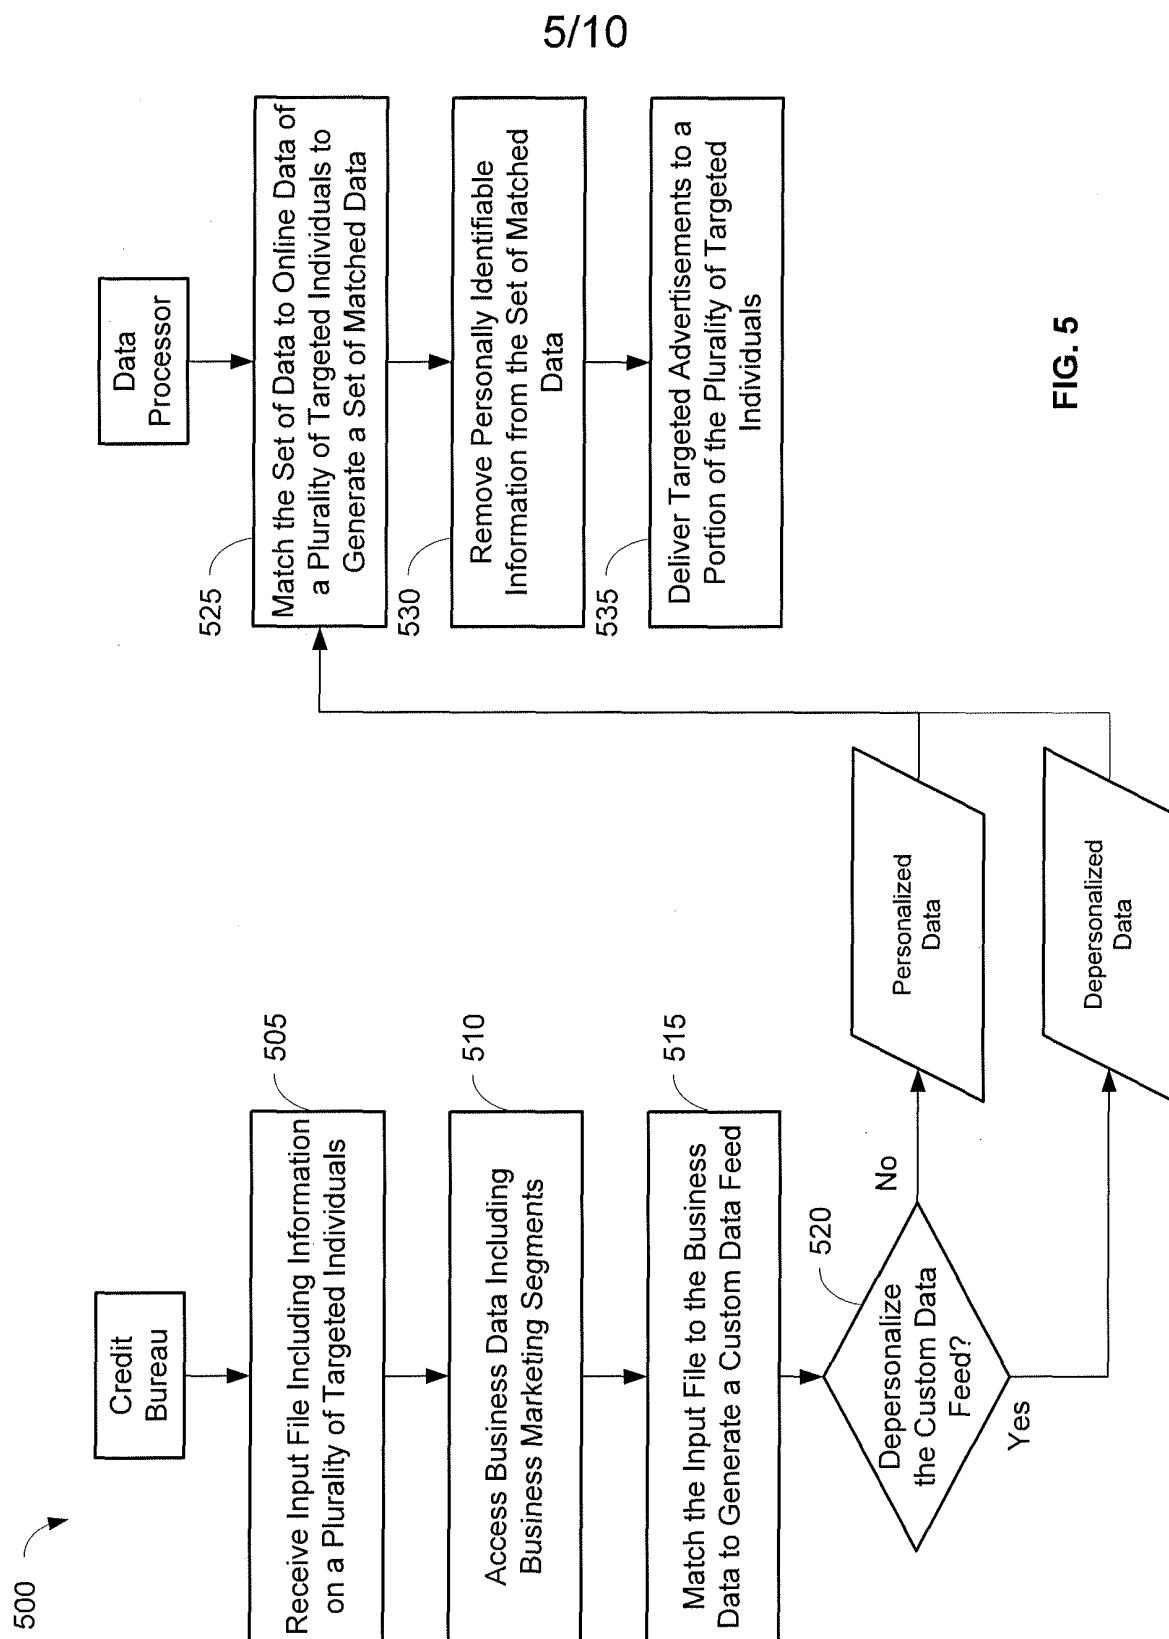 5/10
500
Credit
Bureau
Receive Input File Including Information
on a Plurality of Targeted Individuals
505
Access Business Data Including
Business Marketing Segments
510
Match the Input File to the Business
Data to Generate a Custom Data Feed
515
Depersonalize
the Custom Data
Feed?
520
No
Yes
Personalized
Data
Depersonalized
Data
Data
Processor
Match the Set of Data to Online Data of
a Plurality of Targeted Individuals to
Generate a Set of Matched Data
525
Remove Personally Identifiable
Information from the Set of Matched
Data
530
Deliver Targeted Advertisements to a
Portion of the Plurality of Targeted
Individuals
535
FIG. 5